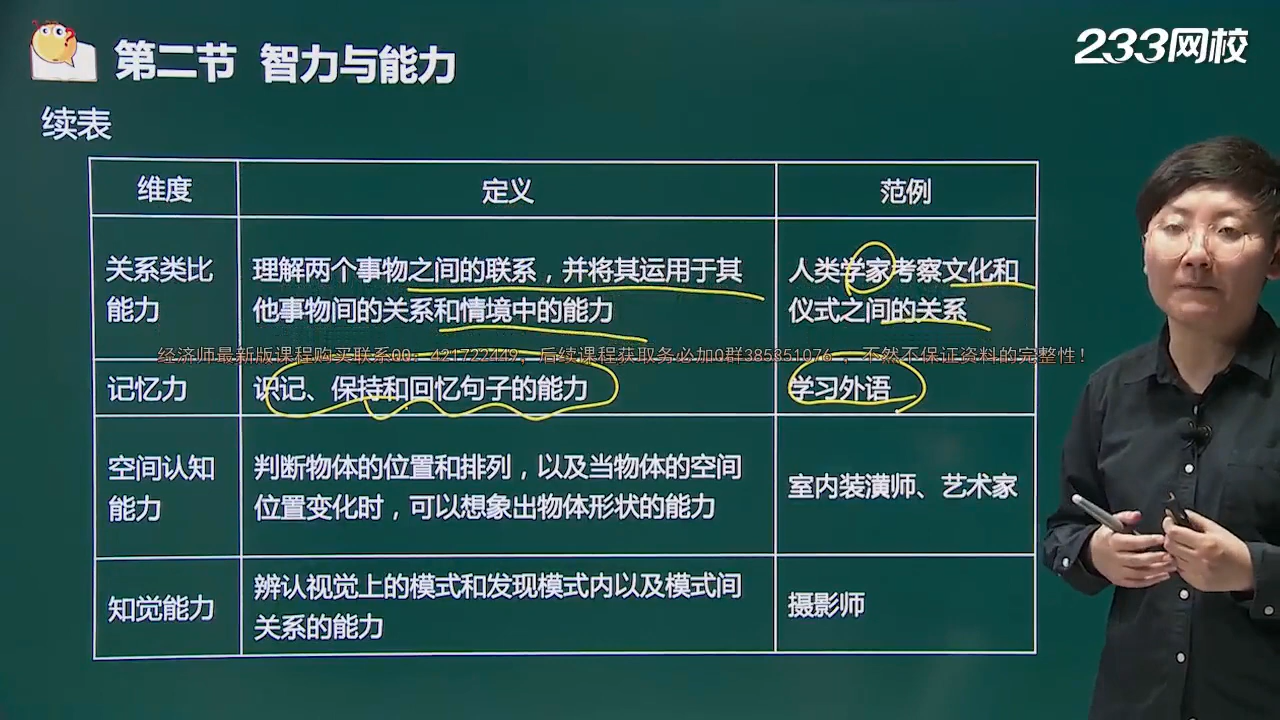 第二节 智力与能力
233网校
续表
维度 定义 范例
关系类比能力 理解两个事物之间的联系，并将其运用于其他事物间的关系和情境中的能力 人类学家考察文化和仪式之间的关系
经济师最新版课程购买联系QQ：421722449，后续课程获取务必加Q群385851076 ，不然不保证资料的完整性！
记忆力 识记、保持和回忆句子的能力 学习外语
空间认知能力 判断物体的位置和排列，以及当物体的空间位置变化时，可以想象出物体形状的能力 室内装潢师、艺术家
知觉能力 辨认视觉上的模式和发现模式内以及模式间关系的能力 摄影师